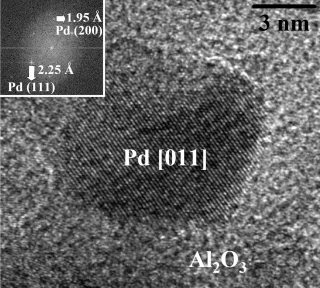 1.95 Å
Pd (200)
2.25 Å
Pd (111)
3 nm
Pd [011]
Al₂O₃